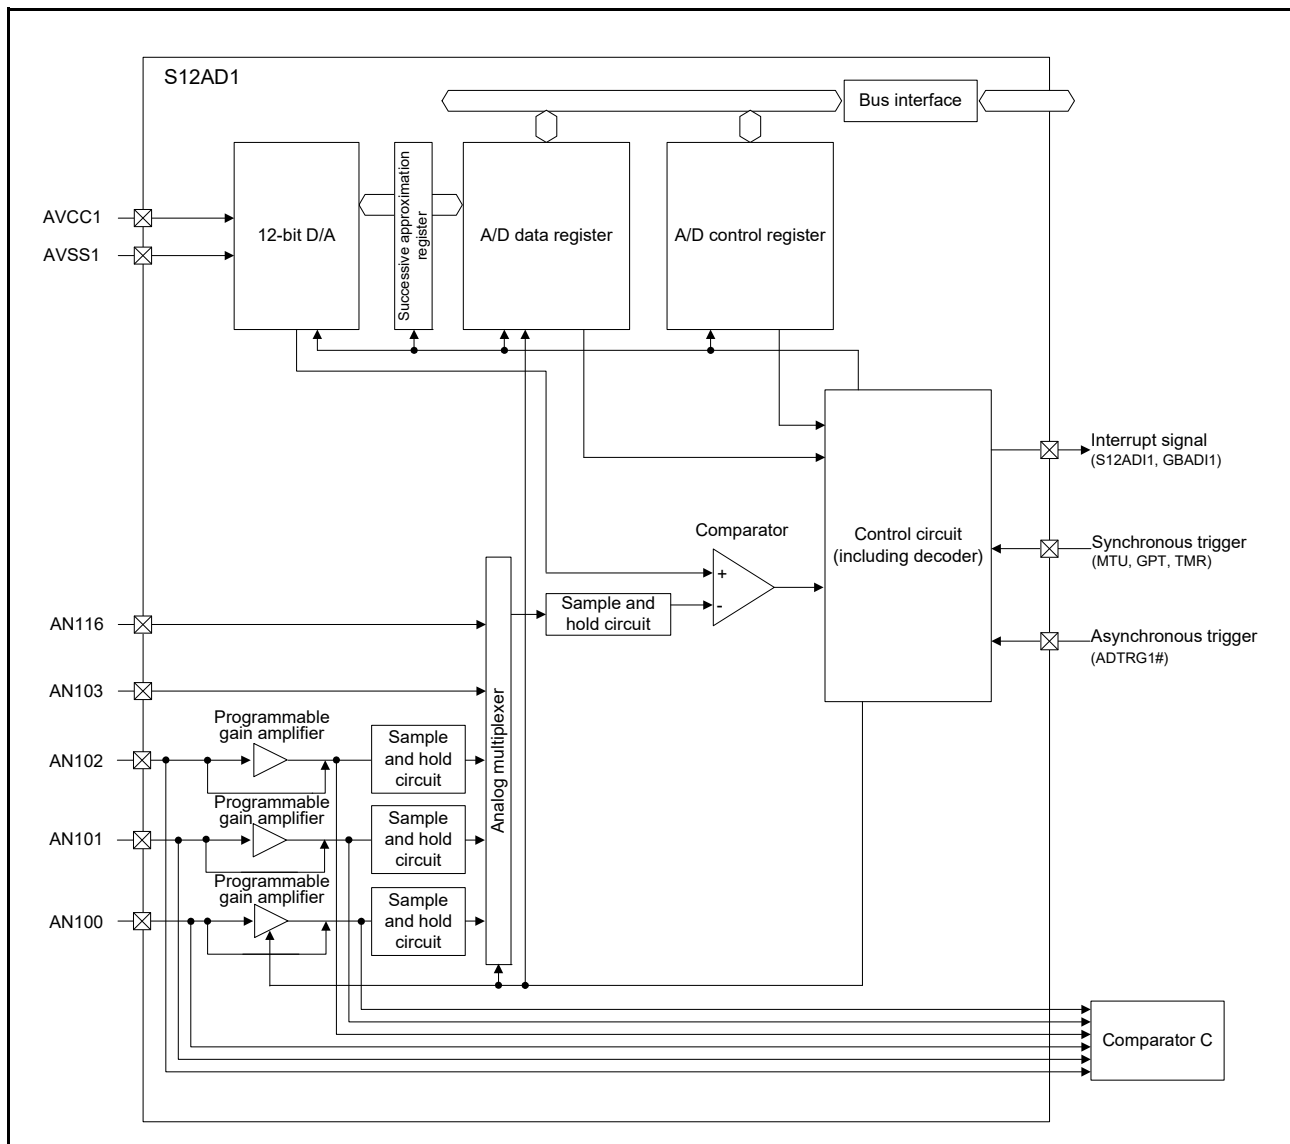 S12AD1
Bus interface
AVCC1
AVSS1
12-bit D/A
Successive approximation
register
A/D data register
A/D control register
Interrupt signal
(S12ADI1, GBADI1)
Comparator
Control circuit
(including decoder)
Synchronous trigger
(MTU, GPT, TMR)
+
-
Sample and
hold circuit
AN116
Asynchronous trigger
(ADTRG1#)
AN103
Analog multiplexer
Programmable
gain amplifier
AN102
Sample
and hold
circuit
Programmable
gain amplifier
AN101
Sample
and hold
circuit
Programmable
gain amplifier
AN100
Sample
and hold
circuit
Comparator C